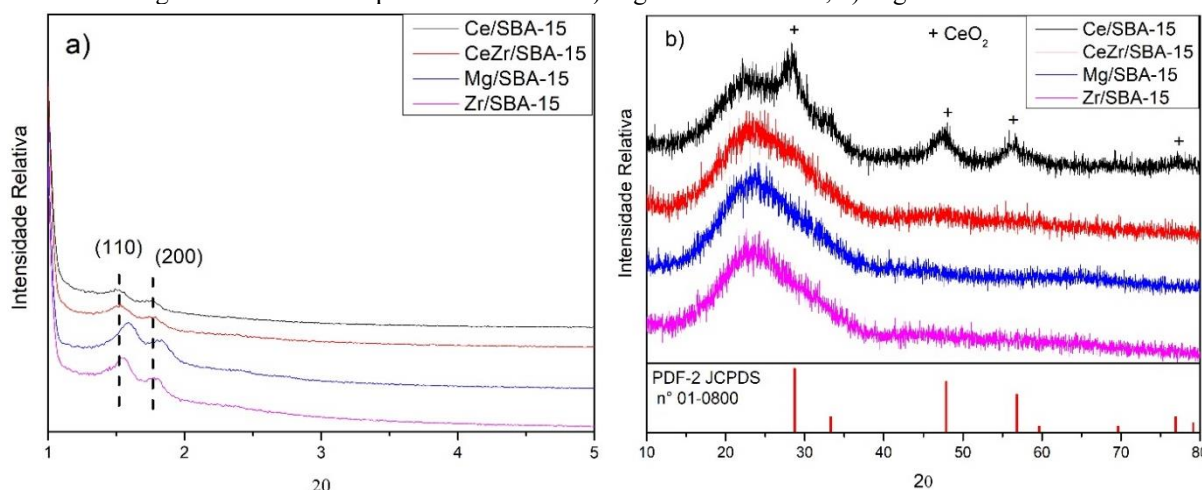 a)
Ce/SBA-15
CeZr/SBA-15
Mg/SBA-15
Zr/SBA-15
Intensidade Relativa
(110)
(200)
1
2
3
4
5
2θ
b)
+ CeO₂
Ce/SBA-15
CeZr/SBA-15
Mg/SBA-15
Zr/SBA-15
+
+
+
+
Intensidade Relativa
PDF-2 JCPDS
n° 01-0800
10 20 30 40 50 60 70 80
2θ